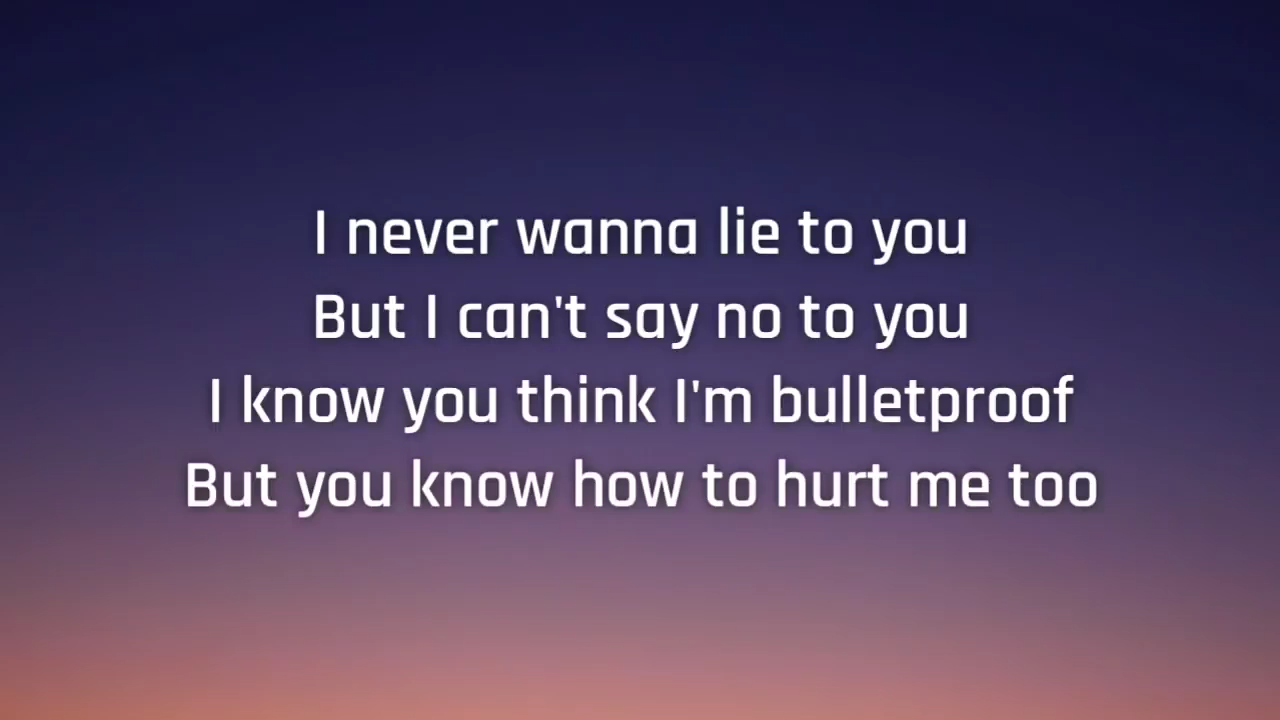 I never wanna lie to you
But I can't say no to you
I know you think I'm bulletproof
But you know how to hurt me too